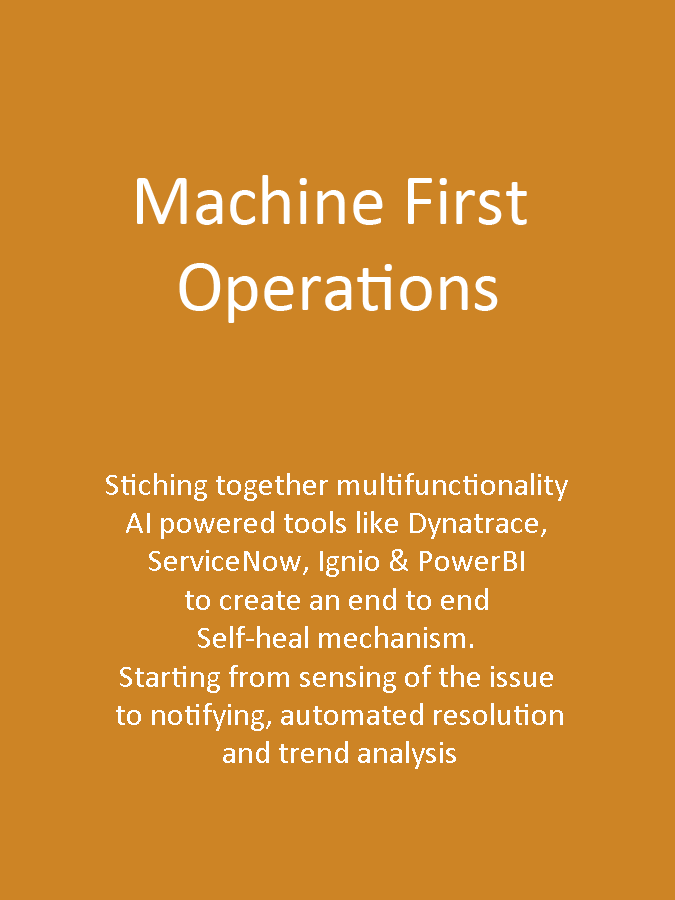 Machine First
Operations
Stiching together multifunctionality
AI powered tools like Dynatrace,
ServiceNow, Ignio & PowerBI
to create an end to end
Self-heal mechanism.
Starting from sensing of the issue
to notifying, automated resolution
and trend analysis